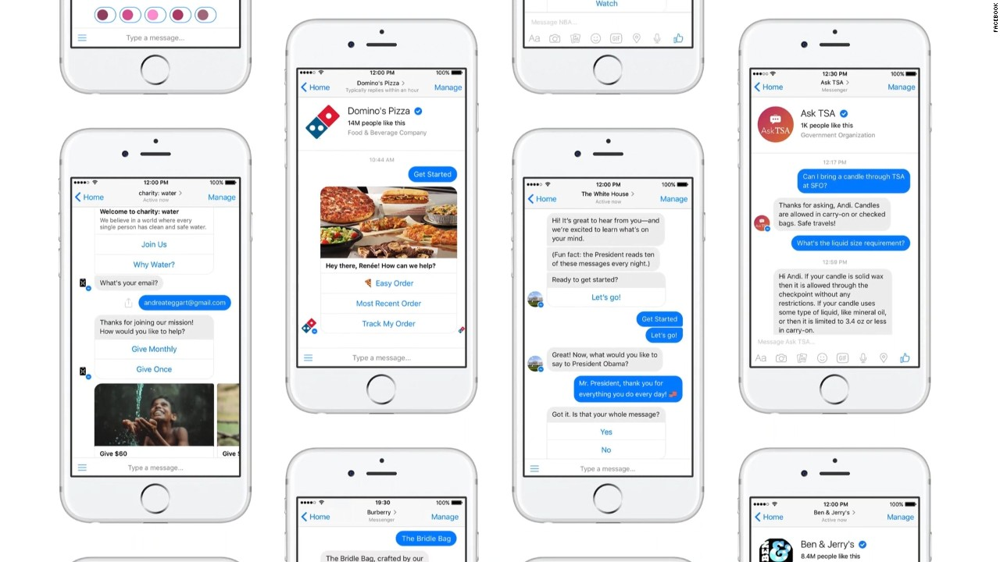 Type a message...
12:00 PM
100%
Home
charity: water >
Active now
Manage
Welcome to charity: water
We believe in a world where every
single person has clean and safe water.
Join Us
Why Water?
What's your email?
andreateggart@gmail.com
Thanks for joining our mission!
How would you like to help?
Give Monthly
Give Once
Give $60
Give
Type a message...
12:00 PM
100%
Home
Domino's Pizza >
Typically replies within an hour
Manage
Domino's Pizza
14M people like this
Food & Beverage Company
10:44 AM
Get Started
Hey there, Renée! How can we help?
Easy Order
Most Recent Order
Track My Order
Type a message...
19:30
100%
Home
Burberry >
Messenger
Manage
The Bridle Bag
The Bridle Bag, crafted by our
Watch
Message NBA...
Aa
GIF
12:00 PM
100%
Home
The White House >
Active now
Manage
Hi! It's great to hear from you—and
we're excited to learn what's on
your mind.
(Fun fact: the President reads ten
of these messages every night.)
Ready to get started?
Let's go!
Get Started
Let's go!
Great! Now, what would you like to
say to President Obama?
Mr. President, thank you for
everything you do every day! 🇺🇸
Got it. Is that your whole message?
Yes
No
Type a message...
12:30 PM
100%
Home
Ask TSA >
Messenger
Manage
AskTSA
Ask TSA
1K people like this
Government Organization
12:17 PM
Can I bring a candle through TSA
at SFO?
Thanks for asking, Andi. Candles
are allowed in carry-on or checked
bags. Safe travels!
What's the liquid size requirement?
12:59 PM
Hi Andi. If your candle is solid wax
then it is allowed through the
checkpoint without any
restrictions. If your candle uses
some type of liquid, like mineral oil,
or then it is limited to 3.4 oz or less
in carry-on.
Message Ask TSA...
Aa
GIF
12:00 PM
100%
Home
Ben & Jerry's >
Active now
Manage
Ben & Jerry's
8.4M people like this
FACEBOOK